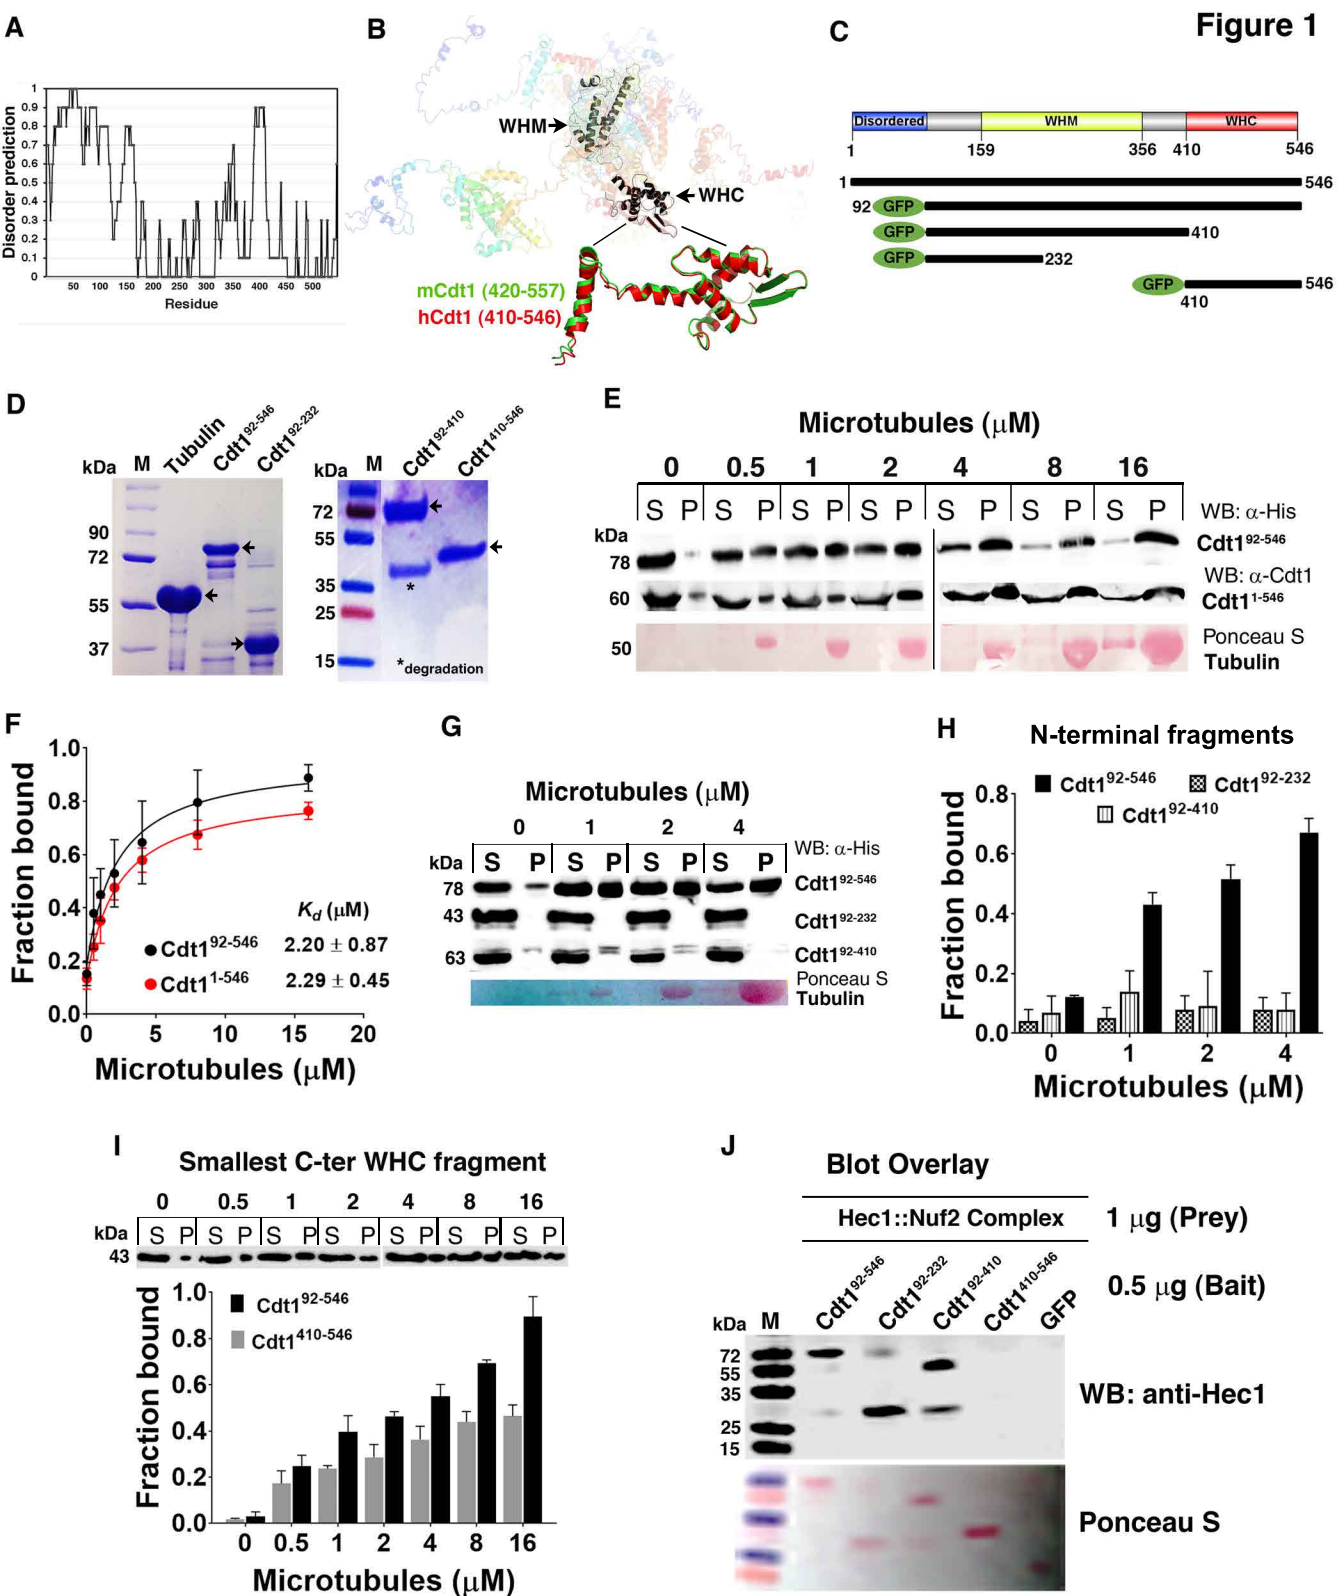 Figure 1
A
Disorder prediction
1
0.9
0.8
0.7
0.6
0.5
0.4
0.3
0.2
0.1
0
50 100 150 200 250 300 350 400 450 500
Residue
B
WHM
WHC
mCdt1 (420-557)
hCdt1 (410-546)
C
Disordered WHM WHC
1 159 356 410 546
1 546
92 GFP
GFP 410
GFP 232
GFP 546
410
D
kDa M Tubulin Cdt1 92-546 Cdt1 92-232
90
72
55
37
kDa M Cdt1 92-410 Cdt1 410-546
72
55
35
25
15
*
*degradation
E
Microtubules (μM)
0 0.5 1 2 4 8 16
S P S P S P S P S P S P S P
WB: α-His
kDa
78 Cdt1 92-546
WB: α-Cdt1
60 Cdt1 1-546
Ponceau S
50 Tubulin
F
Fraction bound
1.0
0.8
0.6
0.4
0.2
0.0
Kd (μM)
Cdt1 92-546 2.20 ± 0.87
Cdt1 1-546 2.29 ± 0.45
0 5 10 15 20
Microtubules (μM)
G
Microtubules (μM)
0 1 2 4
WB: α-His
kDa S P S P S P S P
78 Cdt1 92-546
43 Cdt1 92-232
63 Cdt1 92-410
Ponceau S
Tubulin
H
N-terminal fragments
Cdt1 92-546 Cdt1 92-232
Cdt1 92-410
Fraction bound
0.8
0.6
0.4
0.2
0.0
0 1 2 4
Microtubules (μM)
I
Smallest C-ter WHC fragment
0 0.5 1 2 4 8 16
kDa S P S P S P S P S P S P S P
43
Fraction bound
1.0
0.8
0.6
0.4
0.2
0.0
Cdt1 92-546
Cdt1 410-546
0 0.5 1 2 4 8 16
Microtubules (μM)
J
Blot Overlay
Hec1::Nuf2 Complex 1 μg (Prey)
0.5 μg (Bait)
kDa M Cdt1 92-546 Cdt1 92-232 Cdt1 92-410 Cdt1 410-546 GFP
72
55
35
25
15
WB: anti-Hec1
Ponceau S